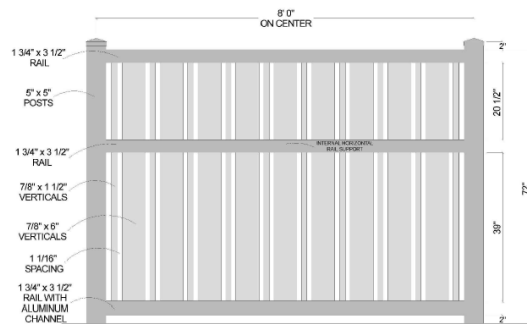 8' 0"
ON CENTER
1 3/4" x 3 1/2"
RAIL
5" x 5"
POSTS
1 3/4" x 3 1/2"
RAIL
7/8" x 1 1/2"
VERTICALS
7/8" x 6"
VERTICALS
1 1/16"
SPACING
1 3/4" x 3 1/2"
RAIL WITH
ALUMINUM
CHANNEL
INTERNAL HORIZONTAL
RAIL SUPPORT
2"
20 1/2"
39"
72"
2"